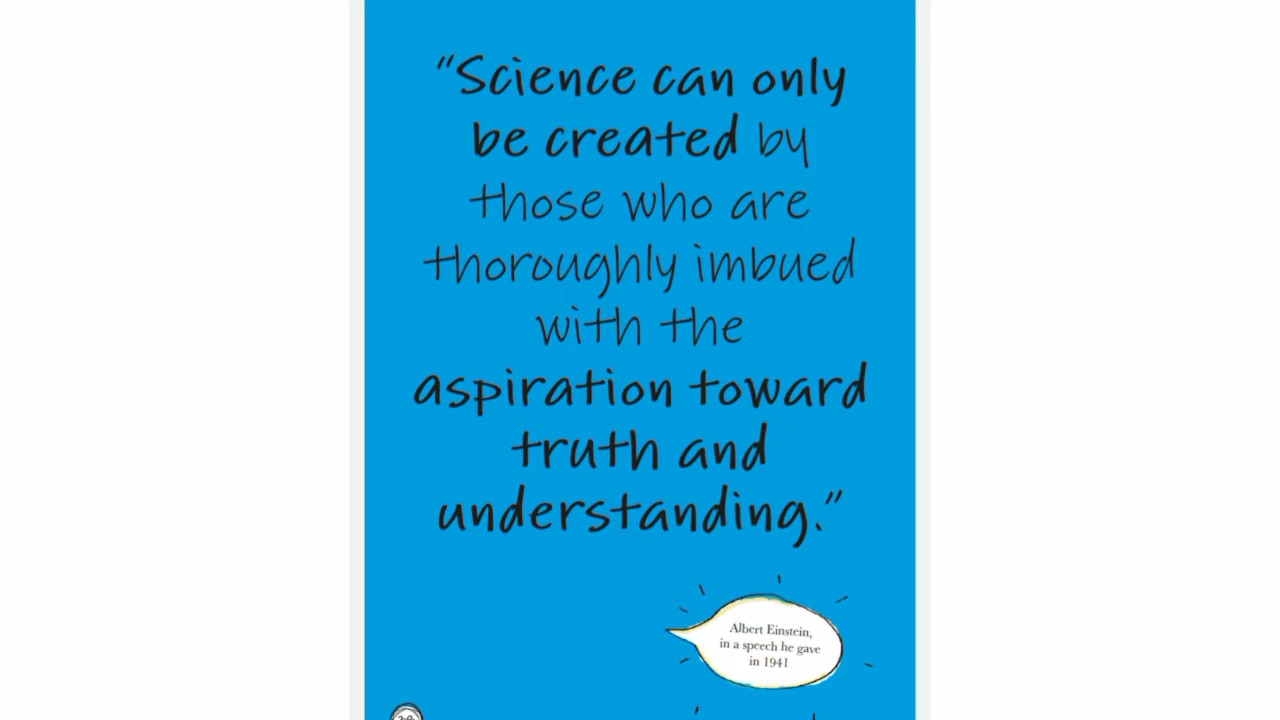 “Science can only
be created by
those who are
thoroughly imbued
with the
aspiration toward
truth and
understanding.”
Albert Einstein,
in a speech he gave
in 1941